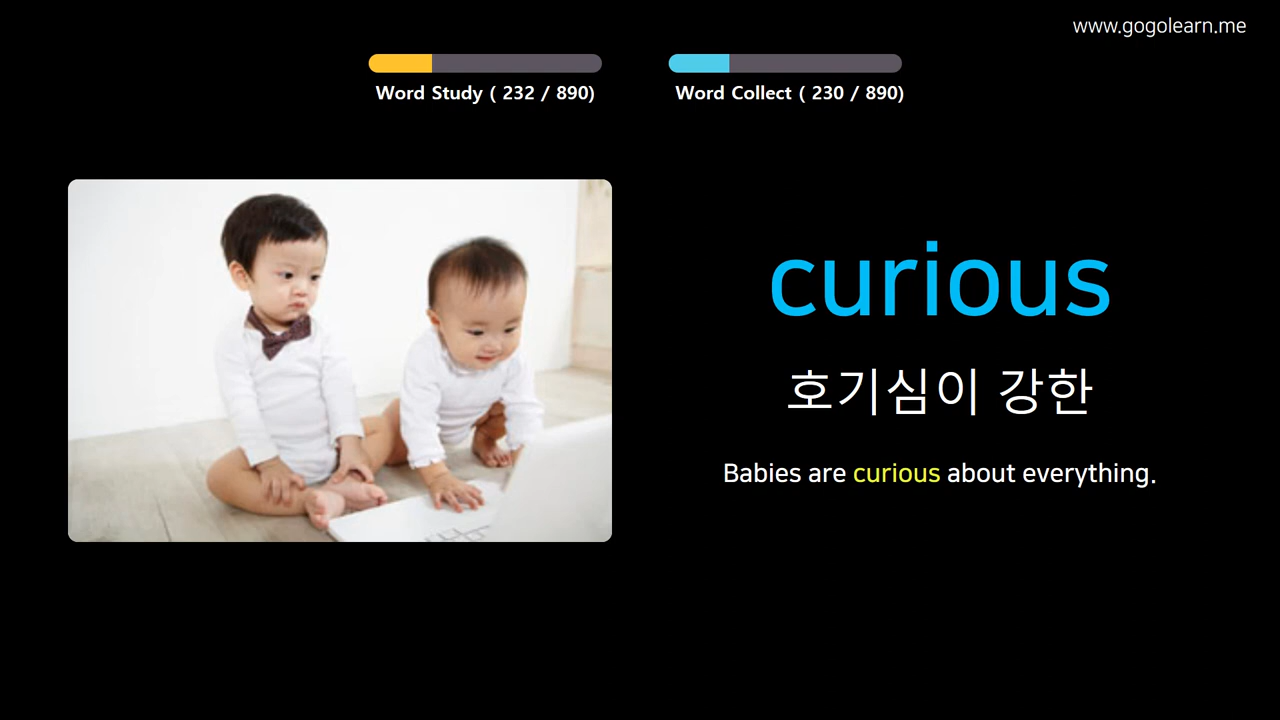 www.gogolearn.me
Word Study ( 232 / 890)
Word Collect ( 230 / 890)
curious
호기심이 강한
Babies are curious about everything.